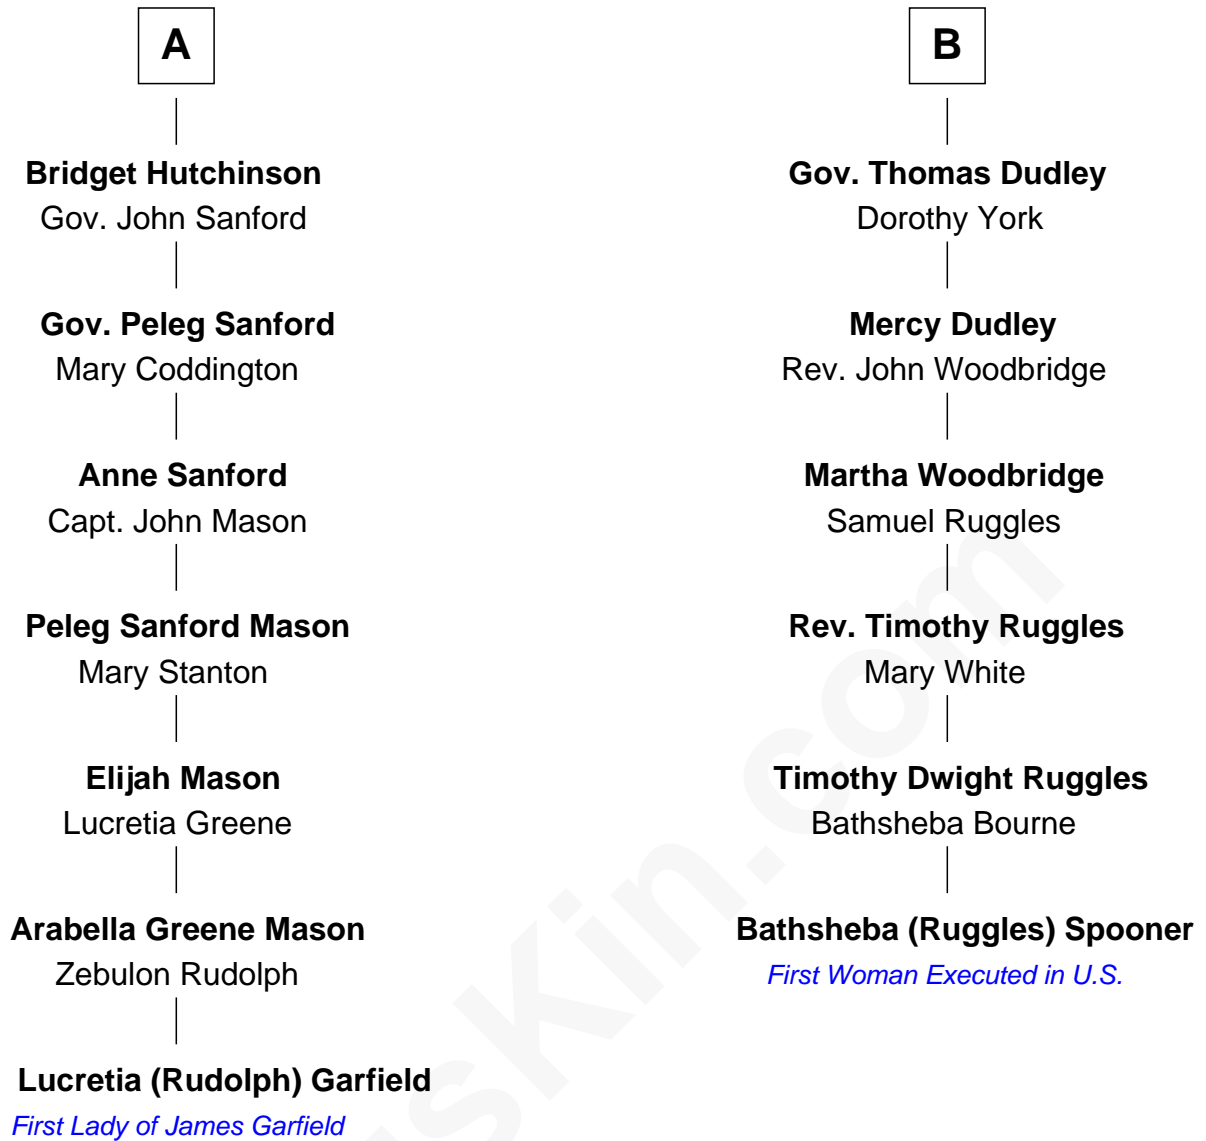 A
Bridget Hutchinson
Gov. John Sanford
Gov. Peleg Sanford
Mary Coddington
Anne Sanford
Capt. John Mason
Peleg Sanford Mason
Mary Stanton
Elijah Mason
Lucretia Greene
Arabella Greene Mason
Zebulon Rudolph
Lucretia (Rudolph) Garfield
First Lady of James Garfield
B
Gov. Thomas Dudley
Dorothy York
Mercy Dudley
Rev. John Woodbridge
Martha Woodbridge
Samuel Ruggles
Rev. Timothy Ruggles
Mary White
Timothy Dwight Ruggles
Bathsheba Bourne
Bathsheba (Ruggles) Spooner
First Woman Executed in U.S.